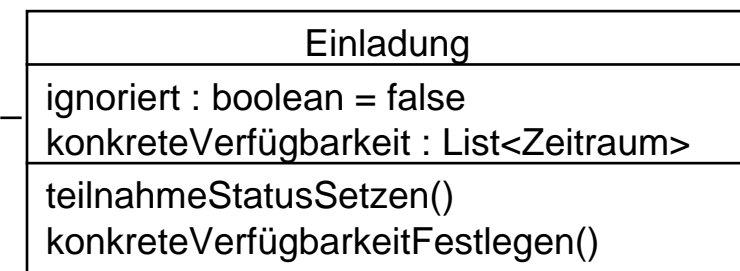 Einladung
ignoriert : boolean = false
konkreteVerfügbarkeit : List<Zeitraum>
teilnahmeStatusSetzen()
konkreteVerfügbarkeitFestlegen()